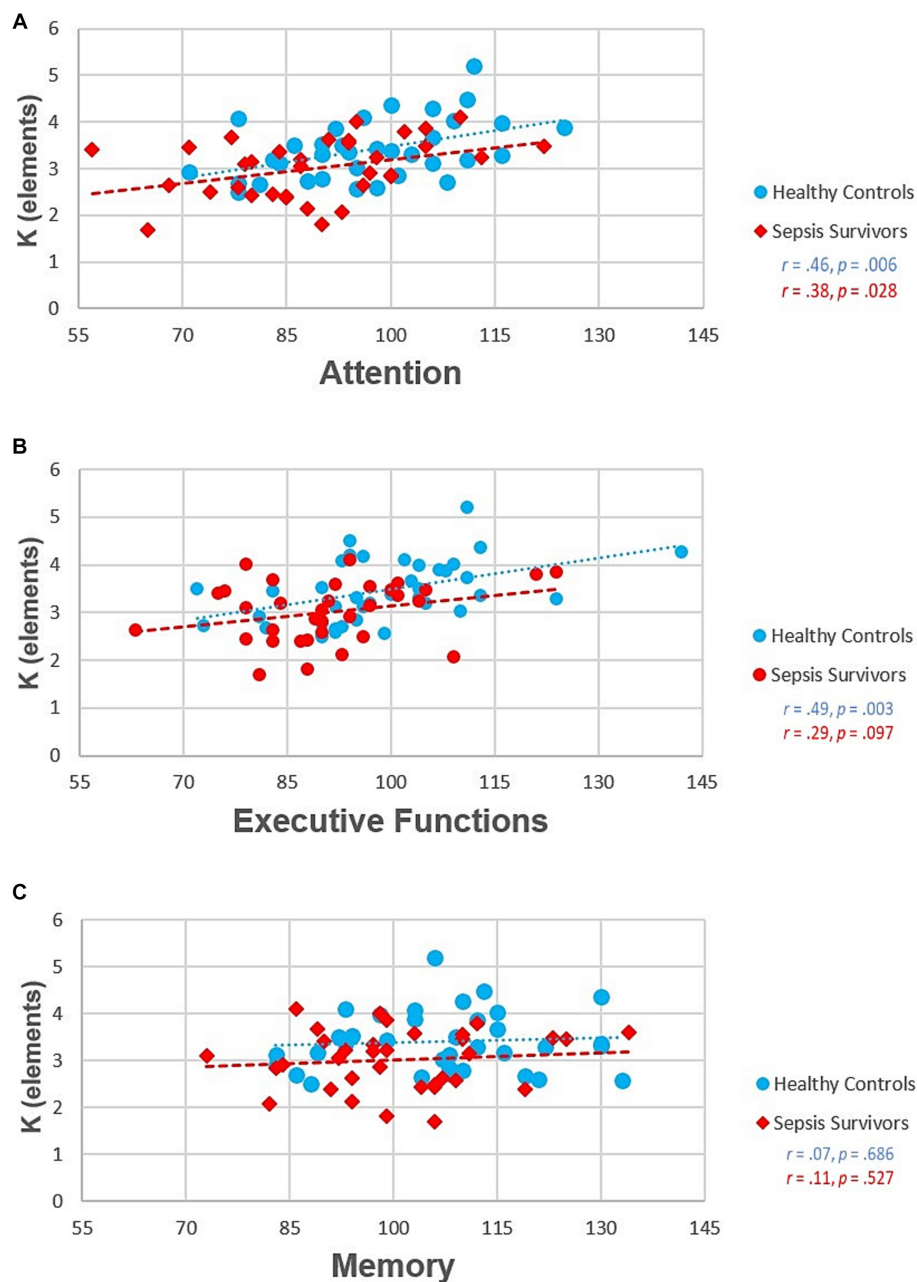 A
6
5
4
3
2
1
0
K (elements)
55 70 85 100 115 130 145
Attention
Healthy Controls
Sepsis Survivors
r = .46, p = .006
r = .38, p = .028
B
6
5
4
3
2
1
0
K (elements)
55 70 85 100 115 130 145
Executive Functions
Healthy Controls
Sepsis Survivors
r = .49, p = .003
r = .29, p = .097
C
6
5
4
3
2
1
0
K (elements)
55 70 85 100 115 130 145
Memory
Healthy Controls
Sepsis Survivors
r = .07, p = .686
r = .11, p = .527